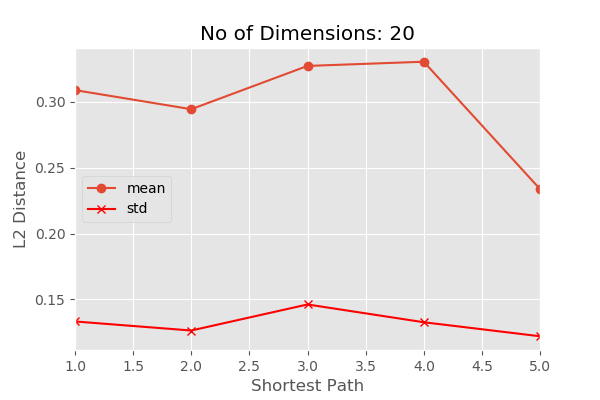 No of Dimensions: 20
L2 Distance
0.30
0.25
0.20
0.15
mean
std
1.0 1.5 2.0 2.5 3.0 3.5 4.0 4.5 5.0
Shortest Path